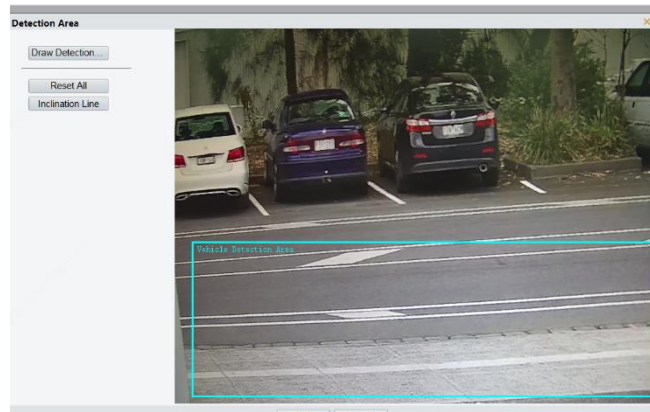 Detection Area
Draw Detection...
Reset All
Inclination Line
Vehicle Detection Area